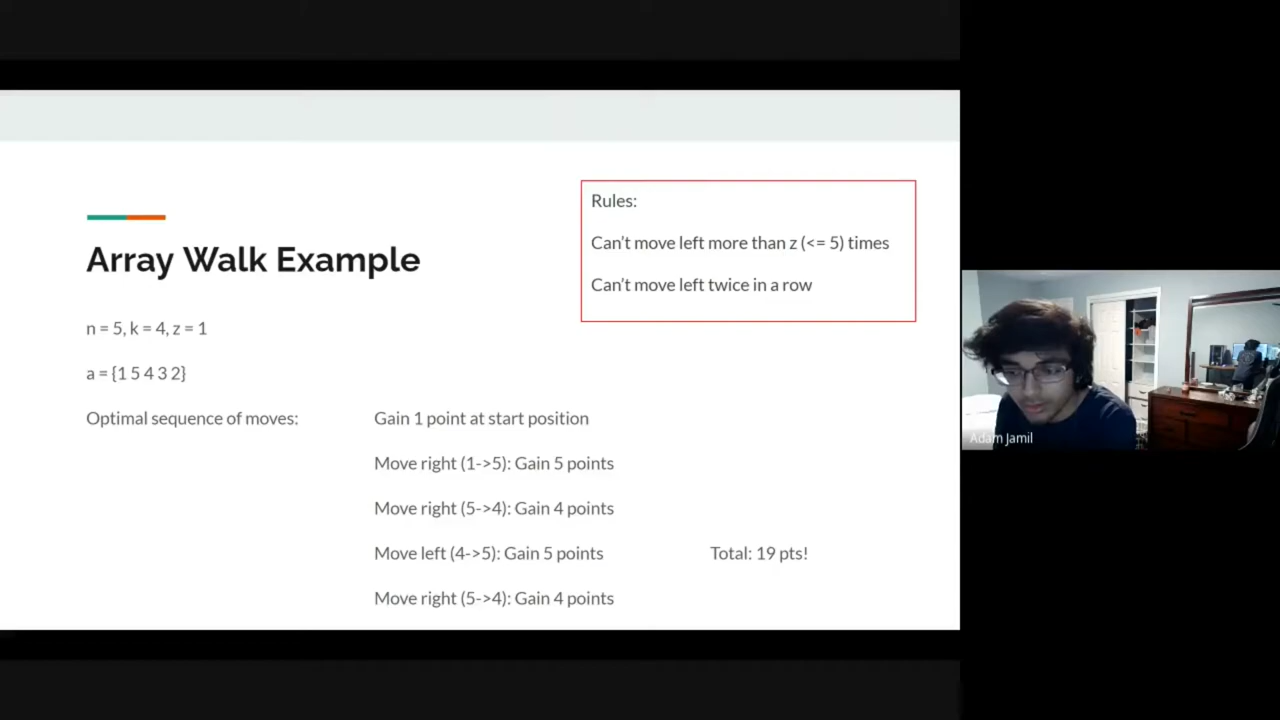 Rules:
Can't move left more than z (<= 5) times
Can't move left twice in a row
Array Walk Example
n = 5, k = 4, z = 1
a = {1 5 4 3 2}
Optimal sequence of moves:
Gain 1 point at start position
Move right (1->5): Gain 5 points
Move right (5->4): Gain 4 points
Move left (4->5): Gain 5 points
Total: 19 pts!
Move right (5->4): Gain 4 points
Adam Jamil